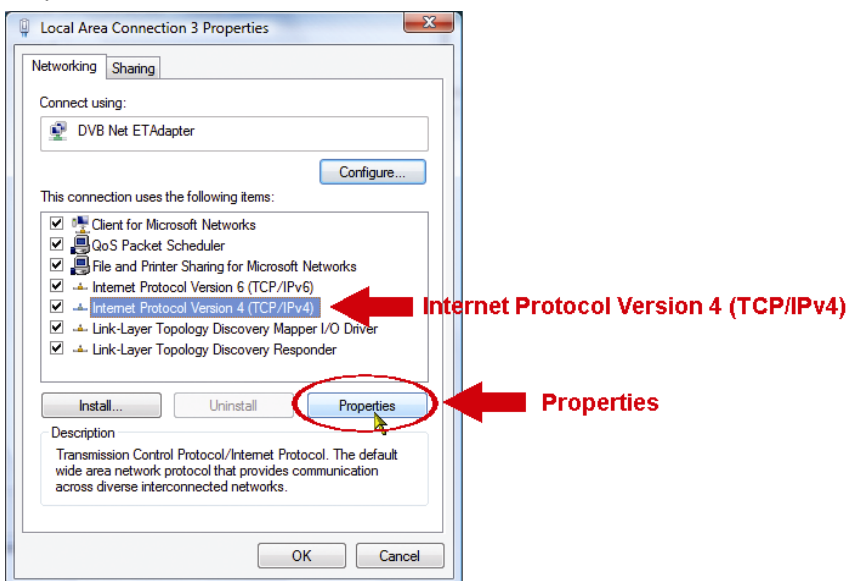 Local Area Connection 3 Properties
Networking
Sharing
Connect using:
DVB Net ETAdapter
Configure...
This connection uses the following items:
Client for Microsoft Networks
QoS Packet Scheduler
File and Printer Sharing for Microsoft Networks
Internet Protocol Version 6 (TCP/IPv6)
Internet Protocol Version 4 (TCP/IPv4)
Internet Protocol Version 4 (TCP/IPv4)
Link-Layer Topology Discovery Mapper I/O Driver
Link-Layer Topology Discovery Responder
Install...
Uninstall
Properties
Properties
Description
Transmission Control Protocol/Internet Protocol. The default
wide area network protocol that provides communication
across diverse interconnected networks.
OK
Cancel